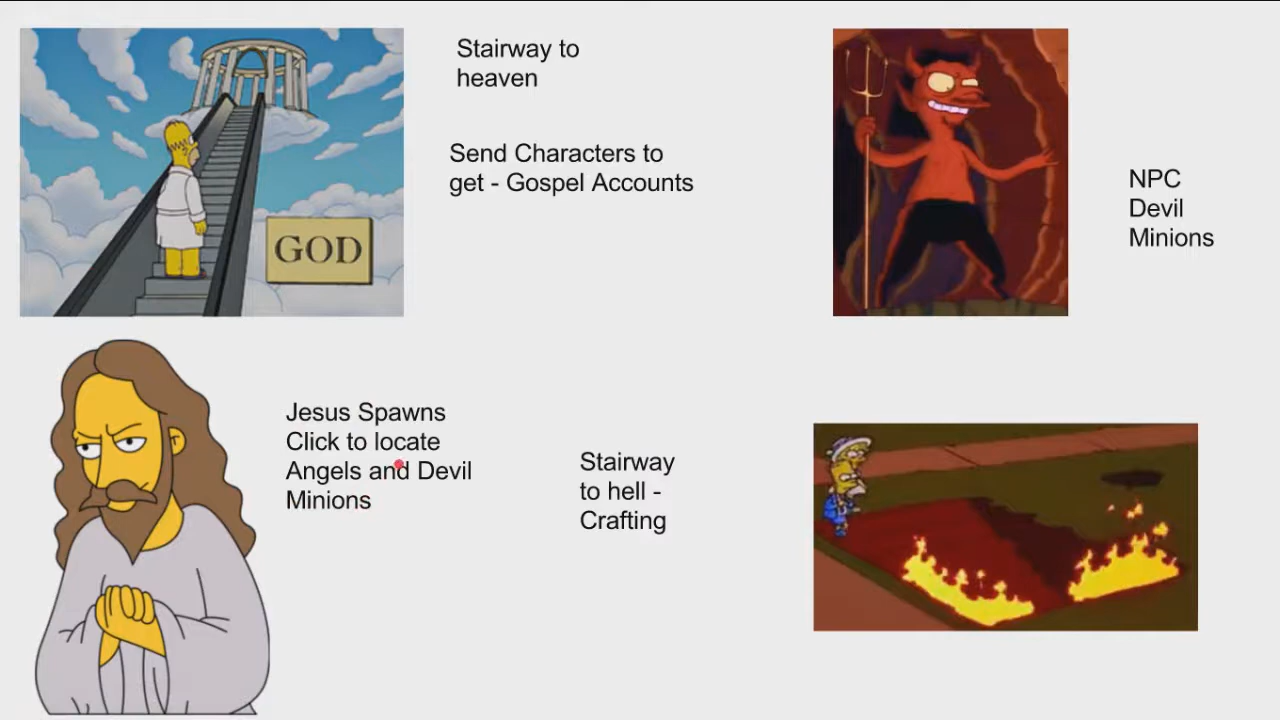 Stairway to
heaven
Send Characters to
get - Gospel Accounts
GOD
NPC
Devil
Minions
Jesus Spawns
Click to locate
Angels and Devil
Minions
Stairway
to hell -
Crafting